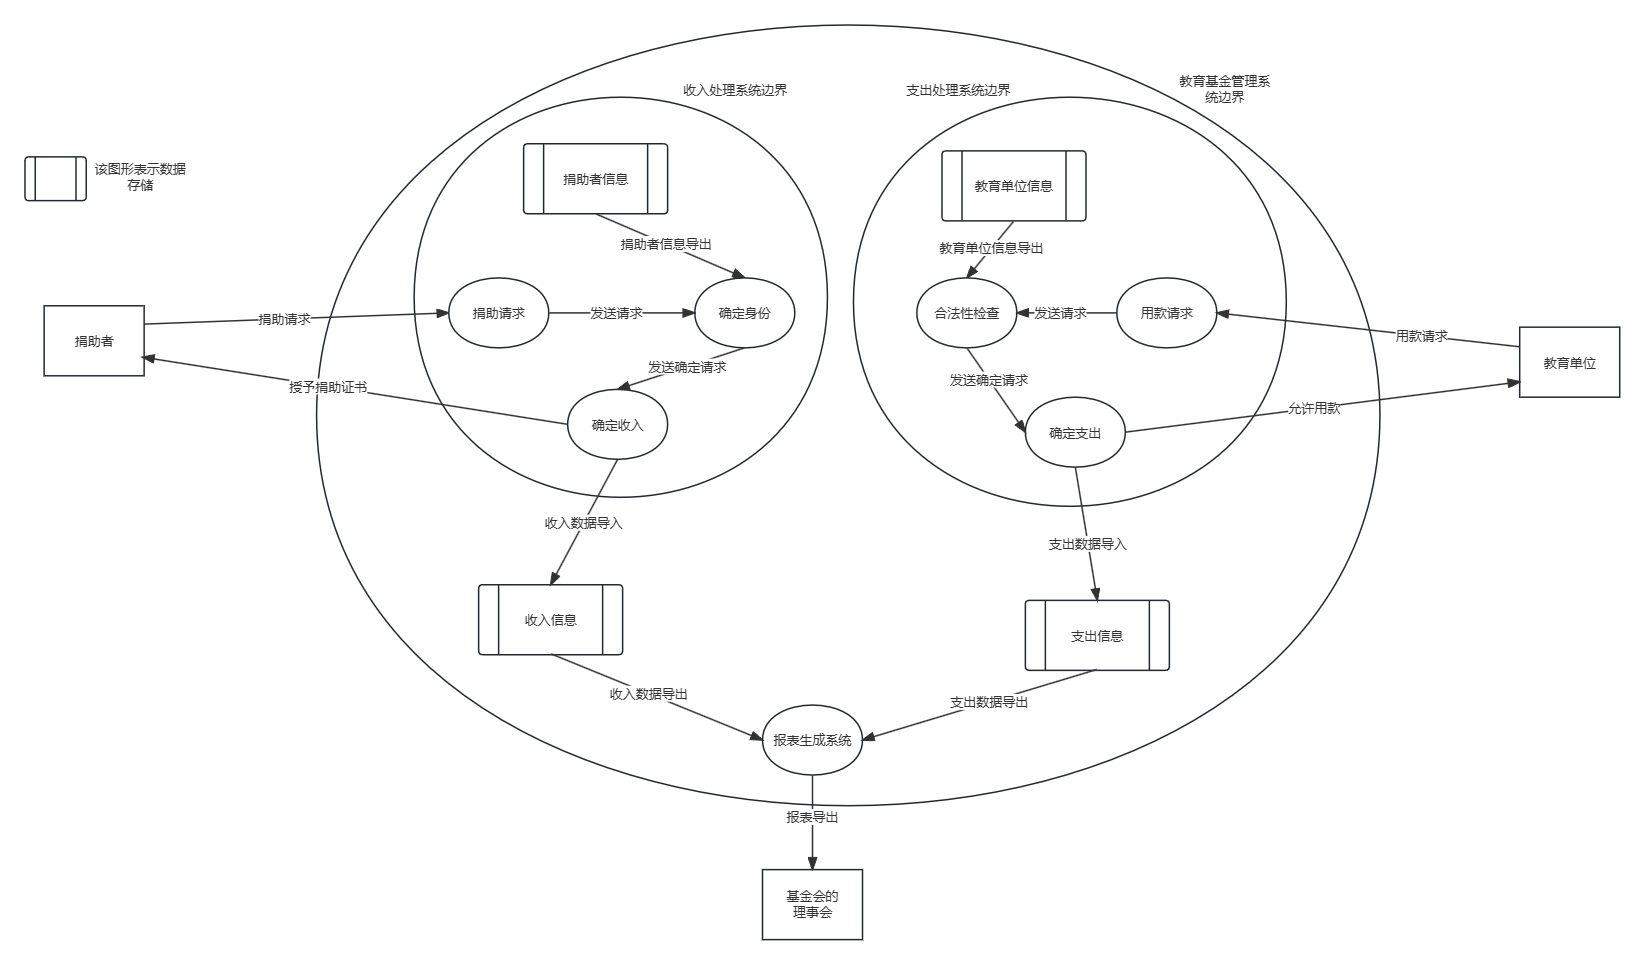 教育基金管理系
统边界
收入处理系统边界
支出处理系统边界
该图形表示数据
存储
捐助者信息
教育单位信息
捐助者信息导出
教育单位信息导出
捐助请求
捐助请求
发送请求
确定身份
合法性检查
发送请求
用款请求
用款请求
捐助者
教育单位
发送确定请求
发送确定请求
授予捐助证书
允许用款
确定收入
确定支出
收入数据导入
支出数据导入
收入信息
支出信息
收入数据导出
支出数据导出
报表生成系统
报表导出
基金会的
理事会